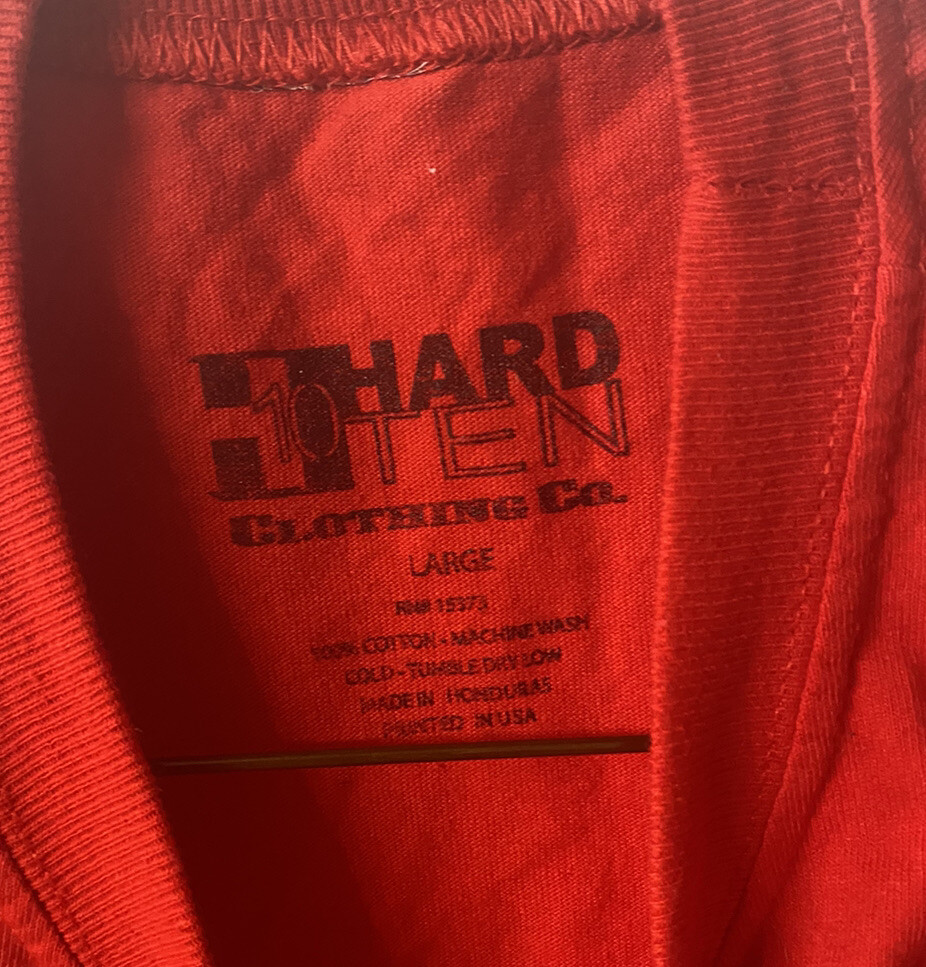 10 HARD
TEN
CLOTHING CO.
LARGE
RN# 15373
100% COTTON - MACHINE WASH
COLD - TUMBLE DRY LOW
MADE IN HONDURAS
PRINTED IN USA